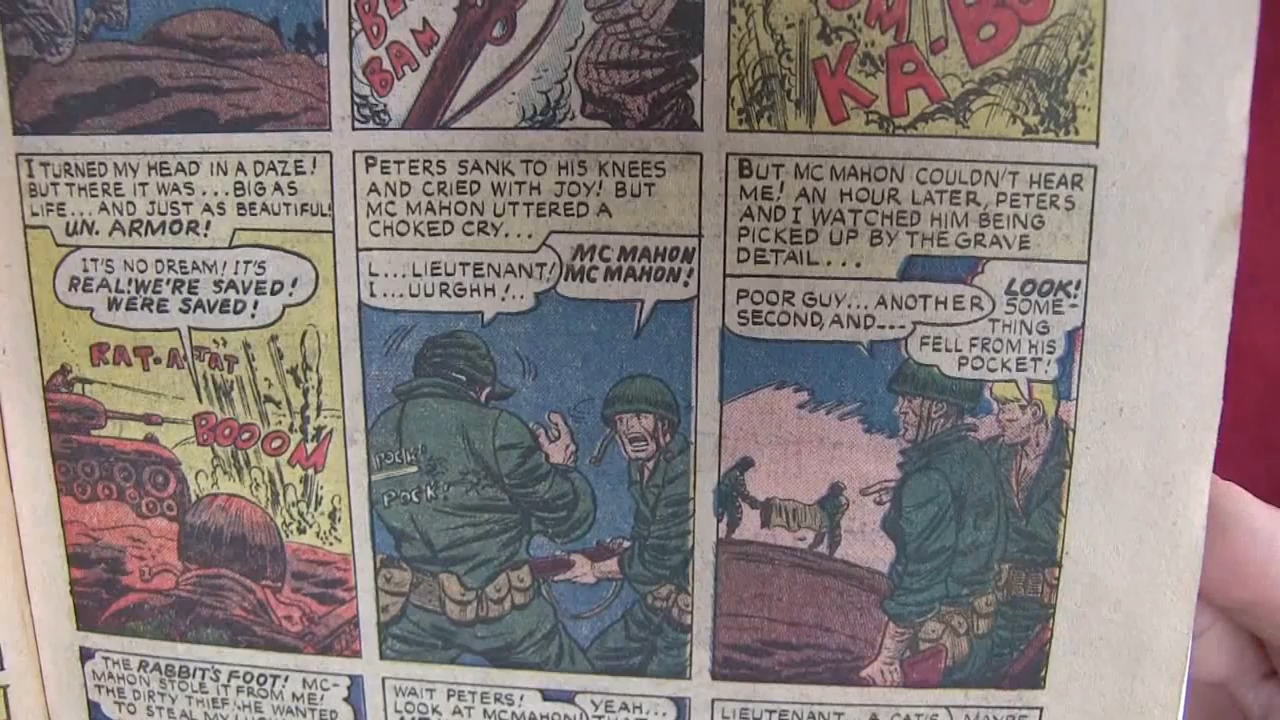 BAM
KA-BO
I TURNED MY HEAD IN A DAZE!
BUT THERE IT WAS... BIG AS
LIFE... AND JUST AS BEAUTIFUL!
U.N. ARMOR!
IT'S NO DREAM! IT'S
REAL! WE'RE SAVED!
WE'RE SAVED!
RAT-A-TAT
BOOOM
PETERS SANK TO HIS KNEES
AND CRIED WITH JOY! BUT
MC MAHON UTTERED A
CHOKED CRY...
L...LIEUTENANT!
I...UURGHH!..
MC MAHON
MC MAHON!
POCK!
POCK!
BUT MC MAHON COULDN'T HEAR
ME! AN HOUR LATER, PETERS
AND I WATCHED HIM BEING
PICKED UP BY THE GRAVE
DETAIL...
POOR GUY... ANOTHER
SECOND, AND---
LOOK!
SOME-
THING
FELL FROM HIS
POCKET!
THE RABBIT'S FOOT! MC-
MAHON STOLE IT FROM ME!
THE DIRTY THIEF! HE WANTED
TO STEAL MY
WAIT PETERS!
LOOK AT MCMAHON!
YEAH...
LIEUTENANT... A CAT'S
MAYBE